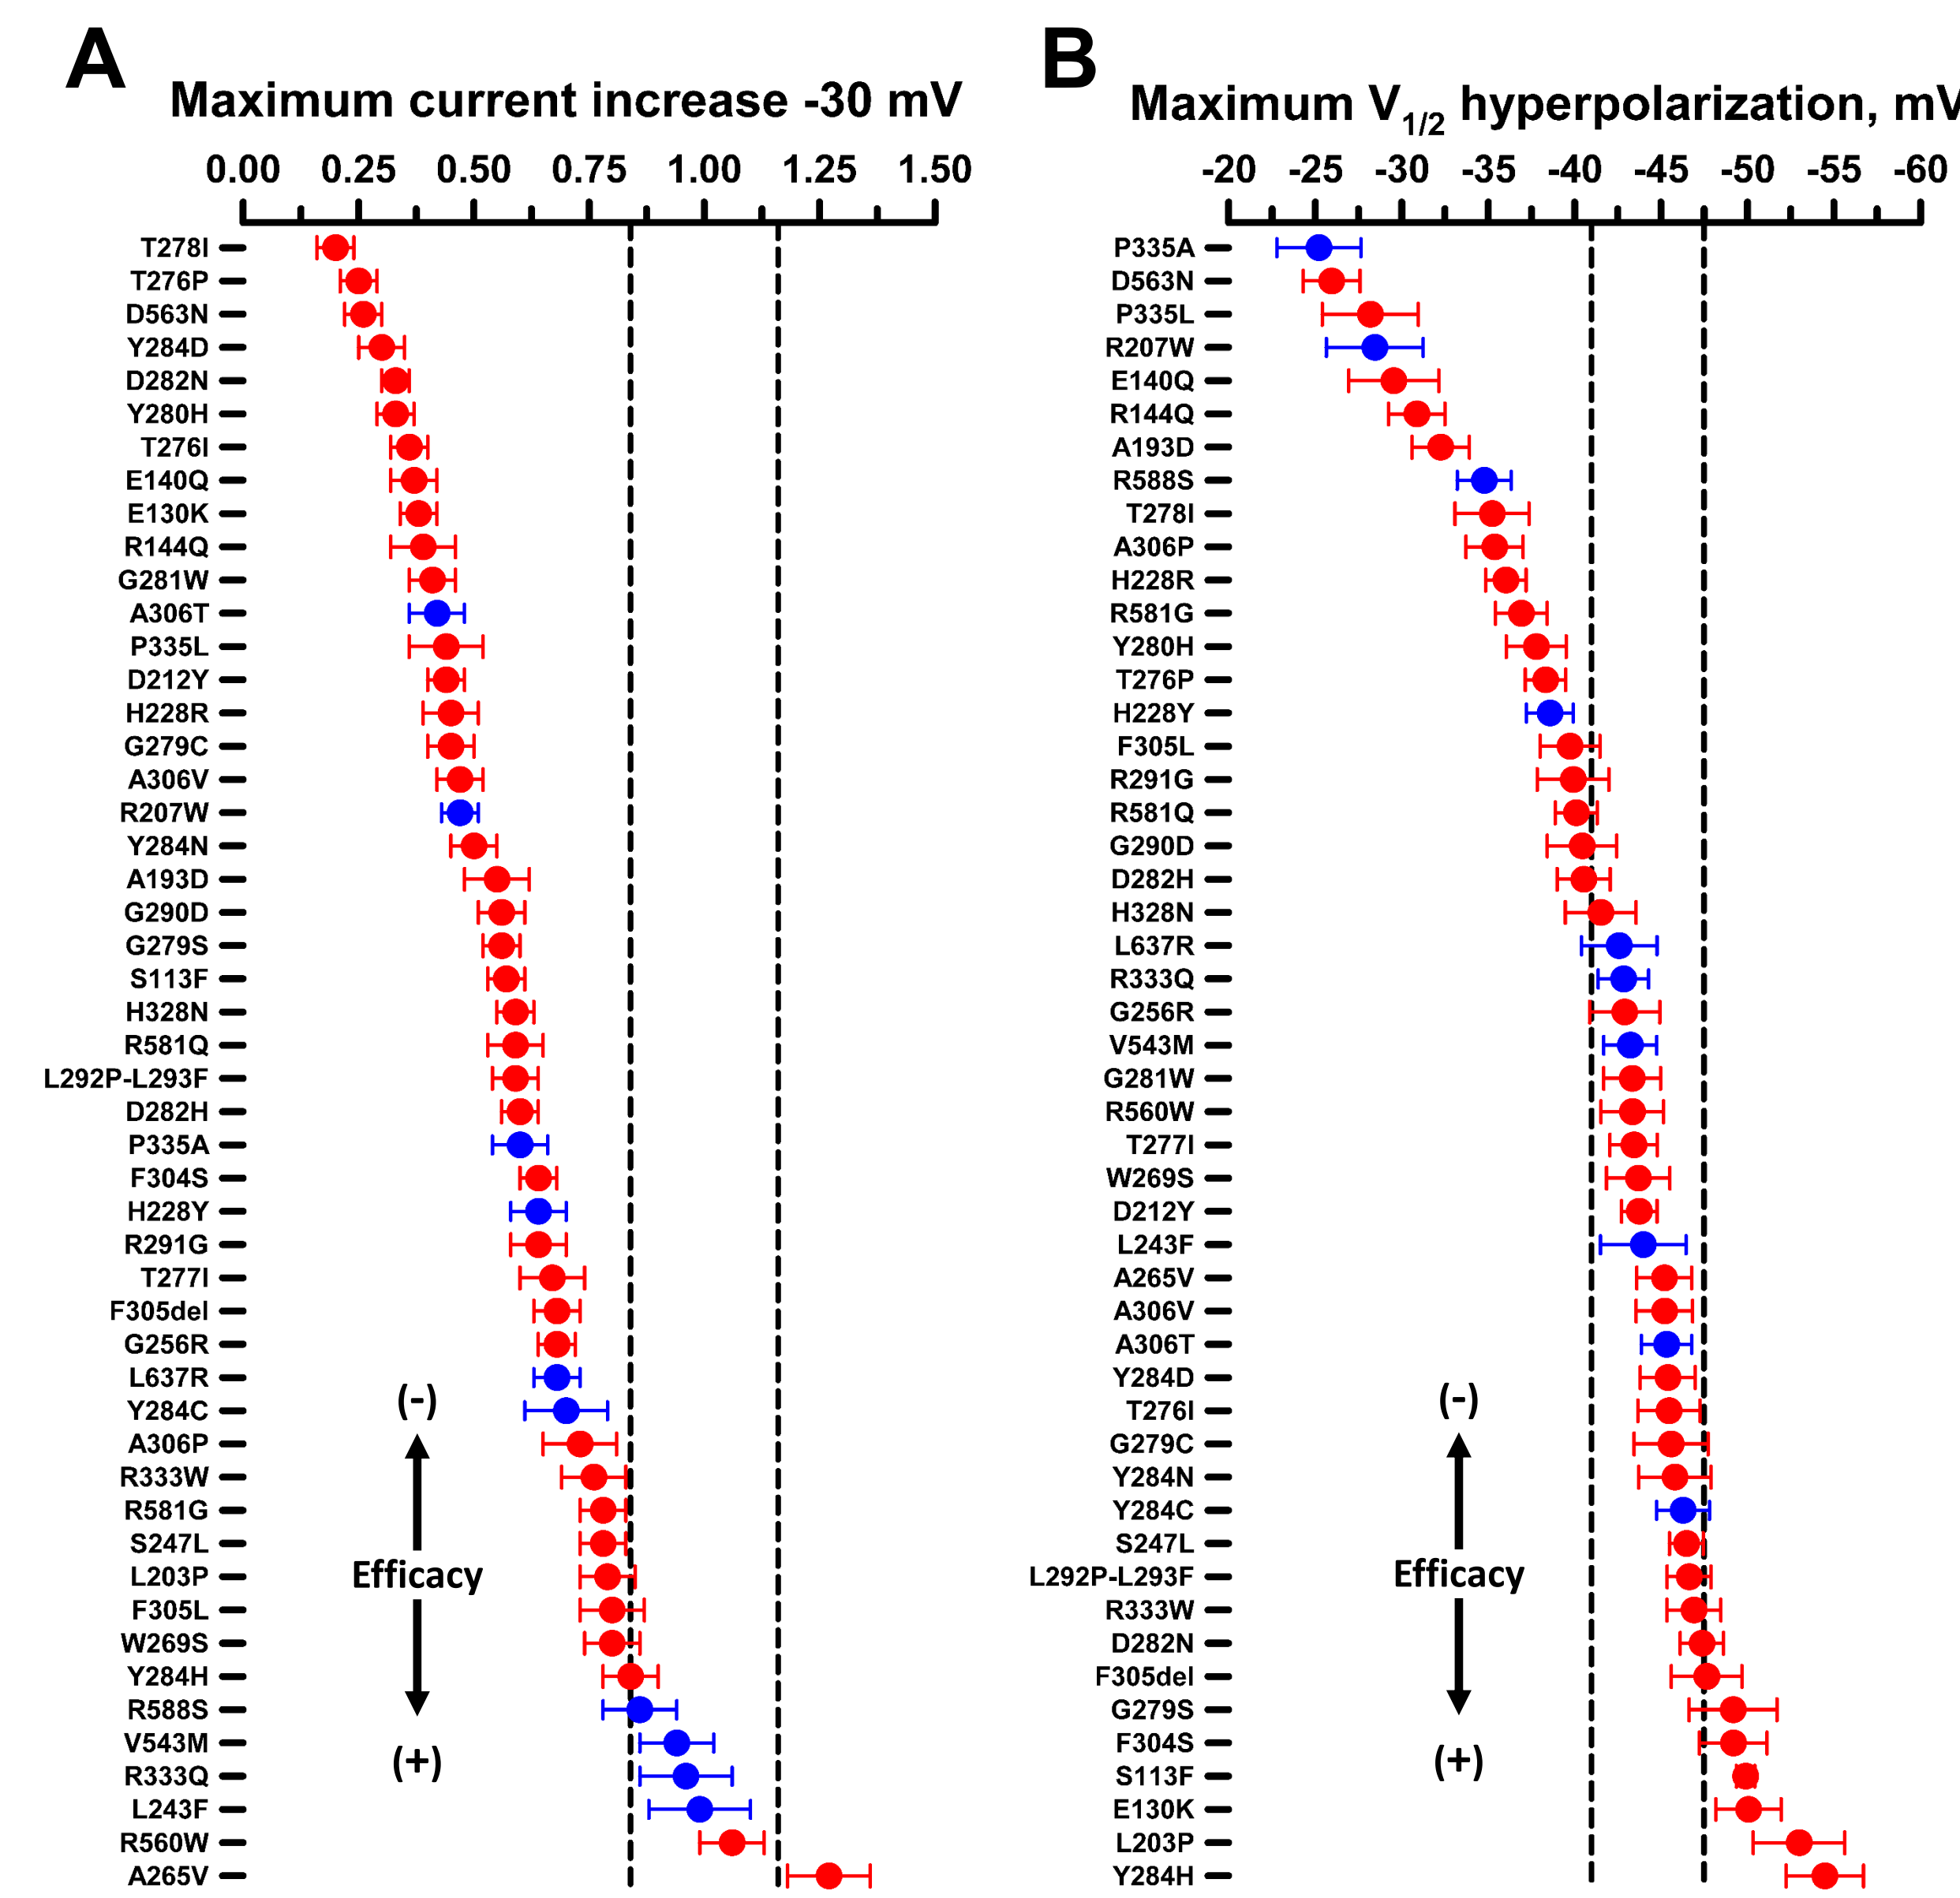 A
Maximum current increase -30 mV
0.00 0.25 0.50 0.75 1.00 1.25 1.50
T278I
T276P
D563N
Y284D
D282N
Y280H
T276I
E140Q
E130K
R144Q
G281W
A306T
P335L
D212Y
H228R
G279C
A306V
R207W
Y284N
A193D
G290D
G279S
S113F
H328N
R581Q
L292P-L293F
D282H
P335A
F304S
H228Y
R291G
T277I
F305del
G256R
L637R
Y284C
A306P
R333W
R581G
S247L
L203P
F305L
W269S
Y284H
R588S
V543M
R333Q
L243F
R560W
A265V
(-)
Efficacy
(+)
B
Maximum V1/2 hyperpolarization, mV
-20 -25 -30 -35 -40 -45 -50 -55 -60
P335A
D563N
P335L
R207W
E140Q
R144Q
A193D
R588S
T278I
A306P
H228R
R581G
Y280H
T276P
H228Y
F305L
R291G
R581Q
G290D
D282H
H328N
L637R
R333Q
G256R
V543M
G281W
R560W
T277I
W269S
D212Y
L243F
A265V
A306V
A306T
Y284D
T276I
G279C
Y284N
Y284C
S247L
L292P-L293F
R333W
D282N
F305del
G279S
F304S
S113F
E130K
L203P
Y284H
(-)
Efficacy
(+)